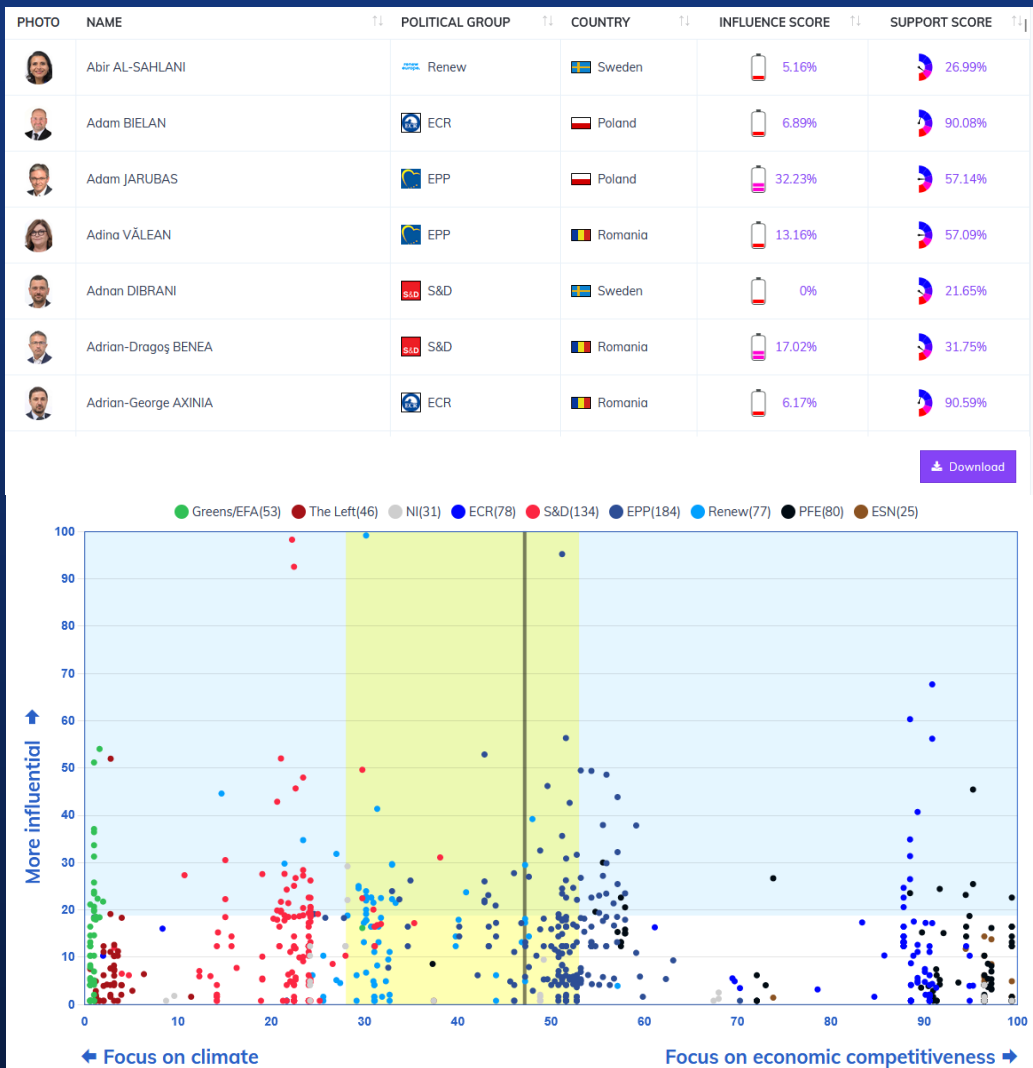 PHOTO NAME POLITICAL GROUP COUNTRY INFLUENCE SCORE SUPPORT SCORE
Abir AL-SAHLANI renew europe. Renew Sweden 5.16% 26.99%
Adam BIELAN ECR ECR Poland 6.89% 90.08%
Adam JARUBAS EPP Poland 32.23% 57.14%
Adina VĂLEAN EPP Romania 13.16% 57.09%
Adnan DIBRANI S&D S&D Sweden 0% 21.65%
Adrian-Dragoş BENEA S&D S&D Romania 17.02% 31.75%
Adrian-George AXINIA ECR ECR Romania 6.17% 90.59%
Download
Greens/EFA(53) The Left(46) NI(31) ECR(78) S&D(134) EPP(184) Renew(77) PFE(80) ESN(25)
100
90
80
70
60
50
40
30
20
10
0
More influential
0 10 20 30 40 50 60 70 80 90 100
Focus on climate Focus on economic competitiveness